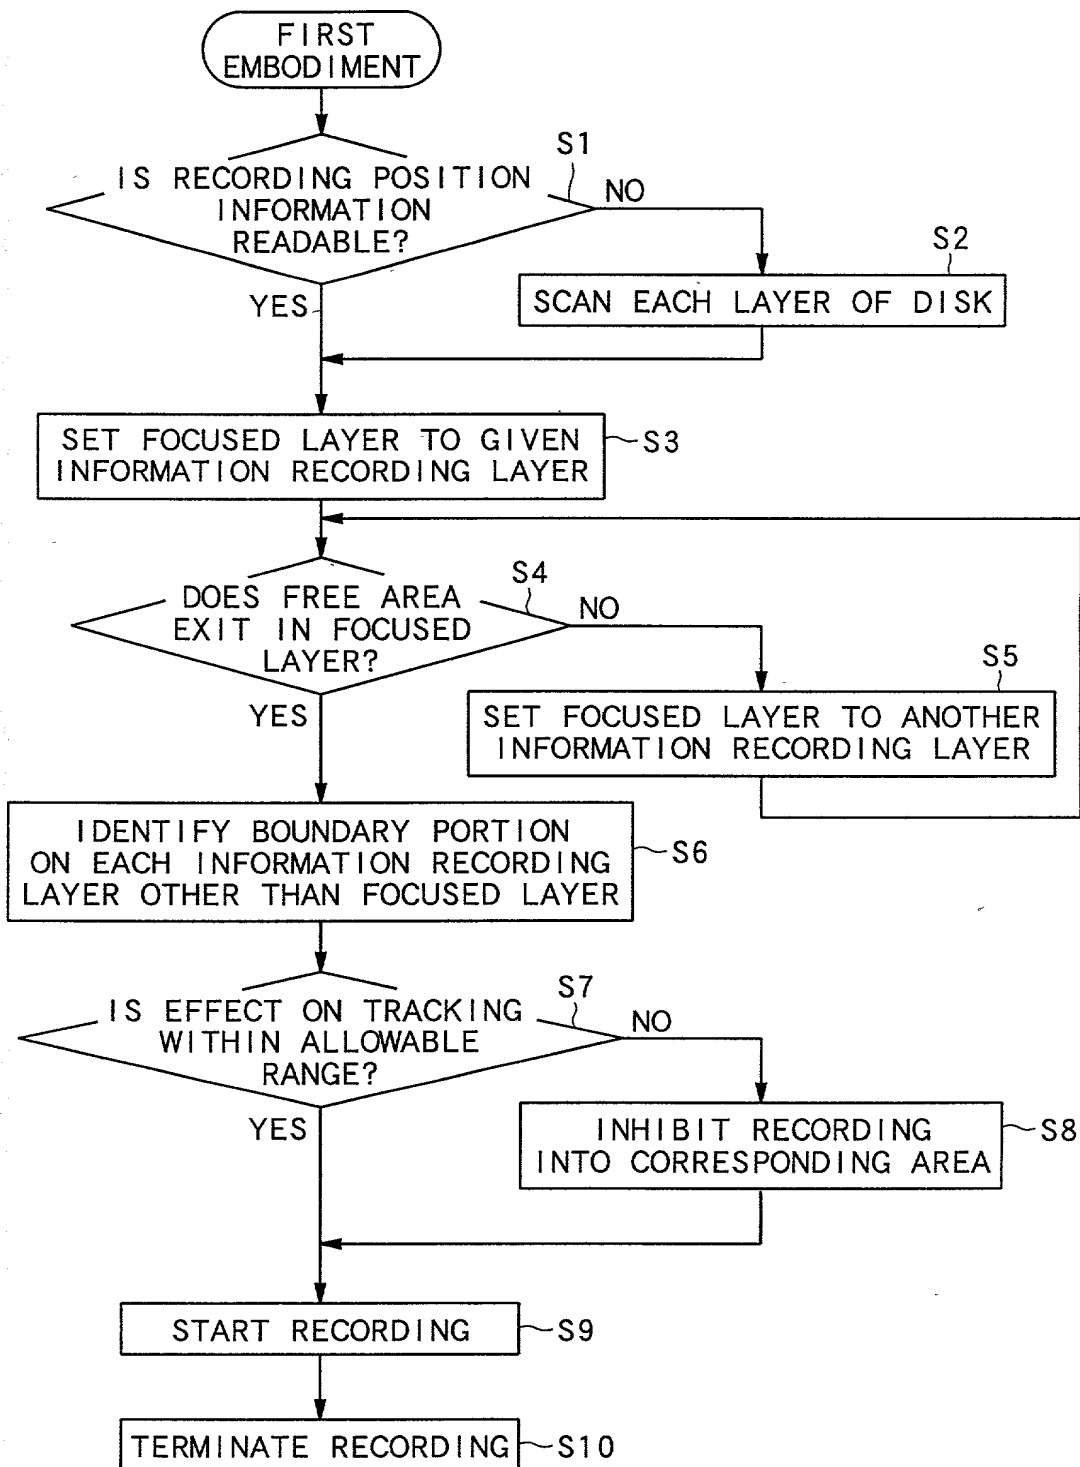 FIRST
EMBODIMENT
S1
IS RECORDING POSITION
INFORMATION
READABLE?
NO
YES
S2
SCAN EACH LAYER OF DISK
SET FOCUSED LAYER TO GIVEN
INFORMATION RECORDING LAYER
S3
S4
DOES FREE AREA
EXIT IN FOCUSED
LAYER?
NO
YES
S5
SET FOCUSED LAYER TO ANOTHER
INFORMATION RECORDING LAYER
IDENTIFY BOUNDARY PORTION
ON EACH INFORMATION RECORDING
LAYER OTHER THAN FOCUSED LAYER
S6
S7
IS EFFECT ON TRACKING
WITHIN ALLOWABLE
RANGE?
NO
YES
INHIBIT RECORDING
INTO CORRESPONDING AREA
S8
START RECORDING
S9
TERMINATE RECORDING
S10